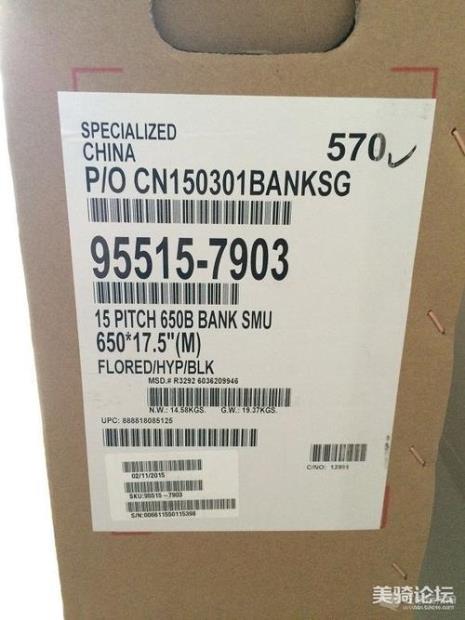 SPECIALIZED
CHINA
570
P/O CN150301BANKSG
95515-7903
15 PITCH 650B BANK SMU
650*17.5"(M)
FLORED/HYP/BLK
MSD.# R3292 6036209946
N.W.: 14.58KGS. G.W.: 19.37KGS.
UPC: 888818085125
C/NO: 12951
02/11/2015
SKU:95515-7903
S/N:006611550115398
美骑论坛